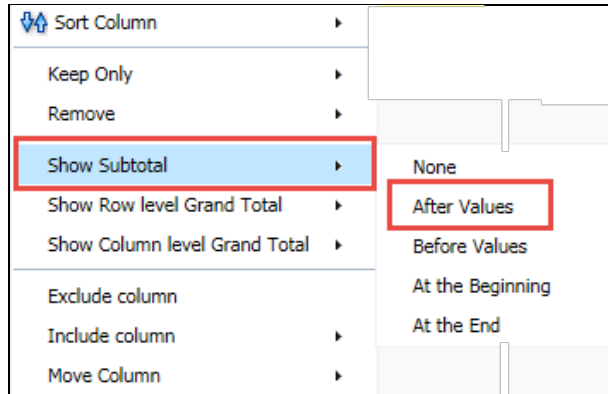 Sort Column
Keep Only
Remove
Show Subtotal
Show Row level Grand Total
Show Column level Grand Total
Exclude column
Include column
Move Column
None
After Values
Before Values
At the Beginning
At the End